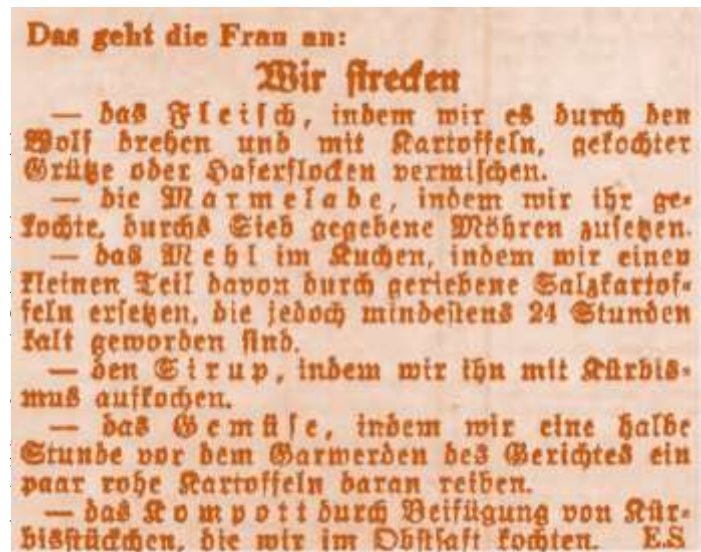 Das geht die Frau an:
Wir strecken
— das Fleisch, indem wir es durch den
Wolf drehen und mit Kartoffeln, gekochter
Grütze oder Haferflocken vermischen.
— die Marmelade, indem wir ihr ge-
kochte, durchs Sieb gegebene Möhren zusetzen.
— das Mehl im Kuchen, indem wir einen
kleinen Teil davon durch geriebene Salzkartof-
feln ersetzen, die jedoch mindestens 24 Stunden
kalt geworden sind.
— den Sirup, indem wir ihn mit Kürbis-
mus aufkochen.
— das Gemüse, indem wir eine halbe
Stunde vor dem Garwerden des Gerichtes ein
paar rohe Kartoffeln daran reiben.
— das Kompott durch Beifügung von Kür-
bisstückchen, die wir im Obstsaft kochten. E.S